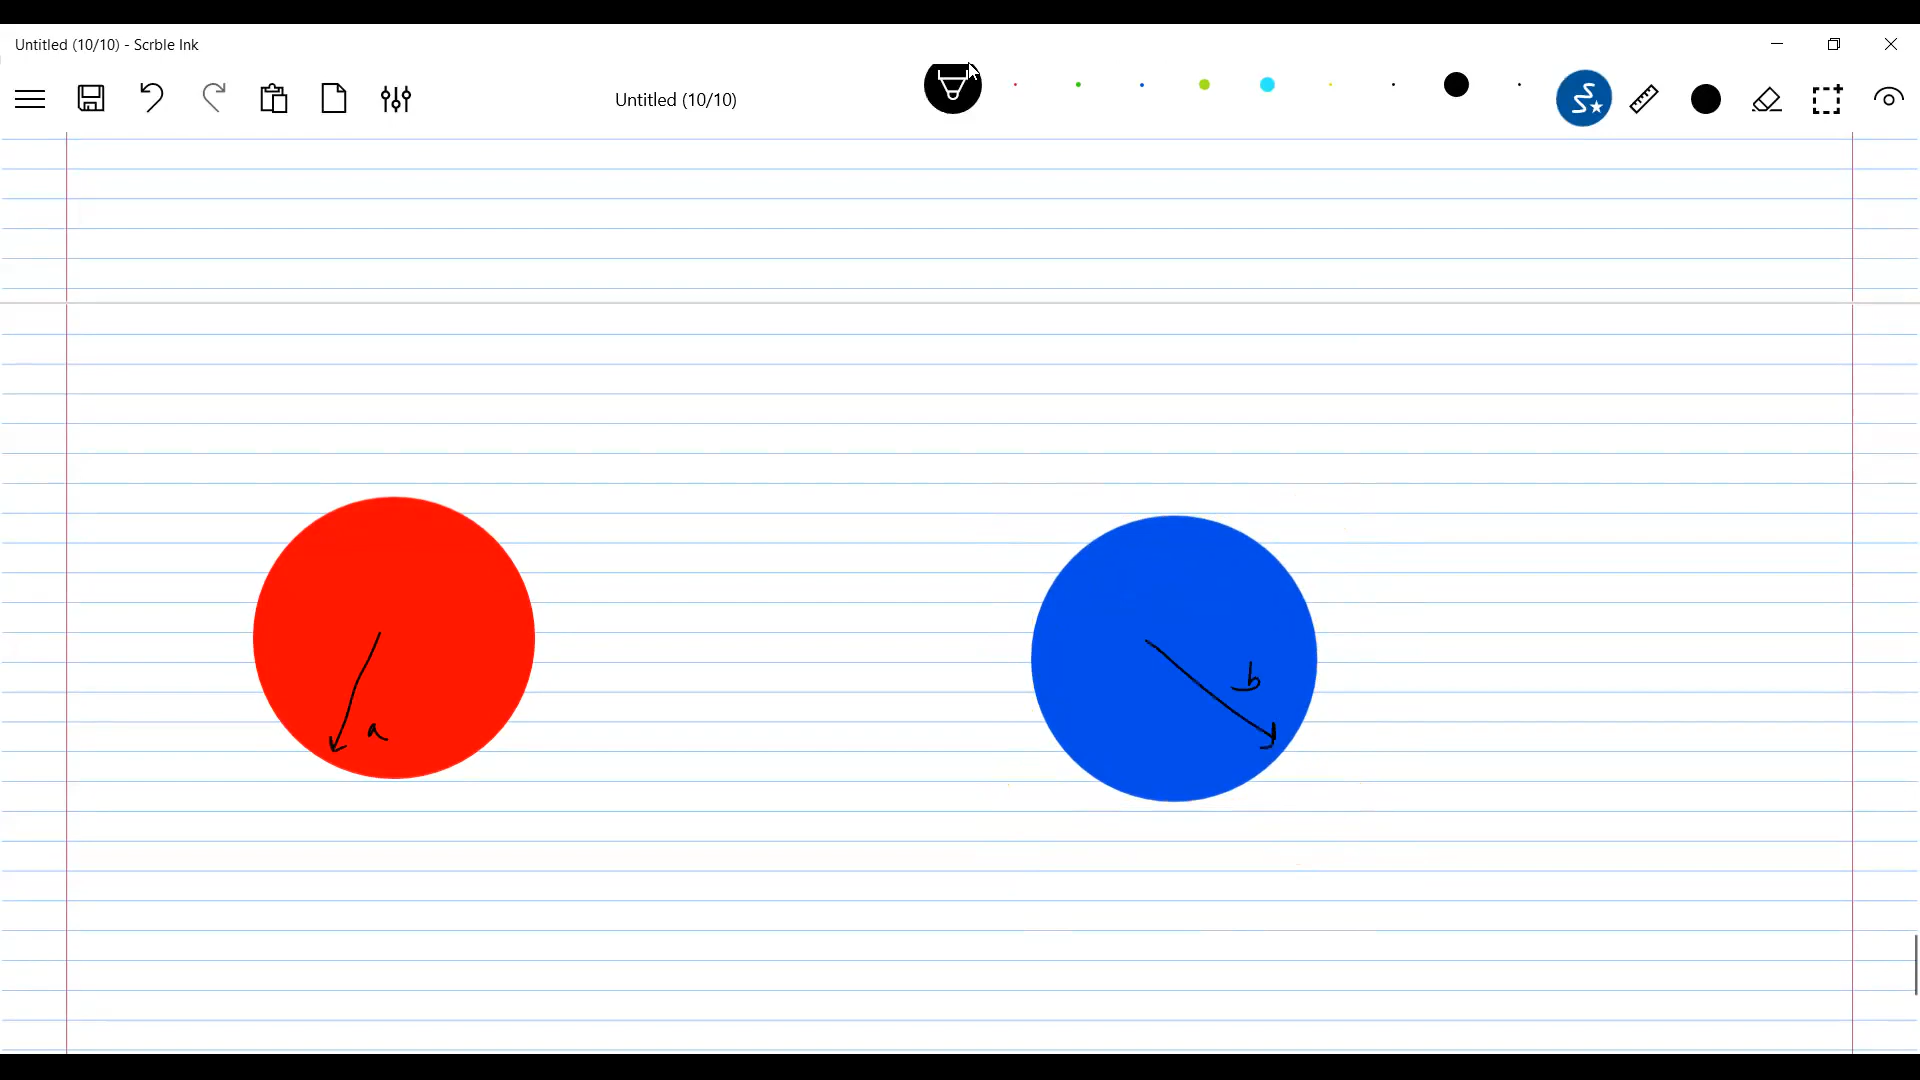 Untitled (10/10) - Scrble Ink
Untitled (10/10)
a
b